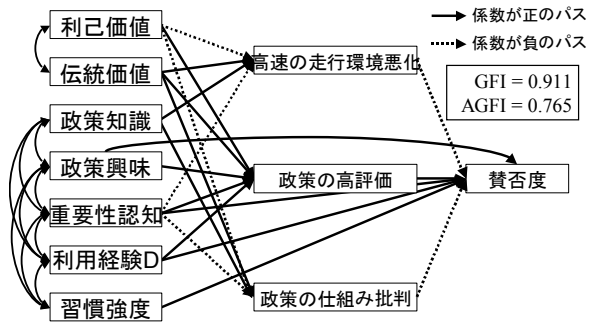 利己価値
伝統価値
政策知識
政策興味
重要性認知
利用経験D
習慣強度
高速の走行環境悪化
政策の高評価
政策の仕組み批判
賛否度
係数が正のパス
係数が負のパス
GFI = 0.911
AGFI = 0.765